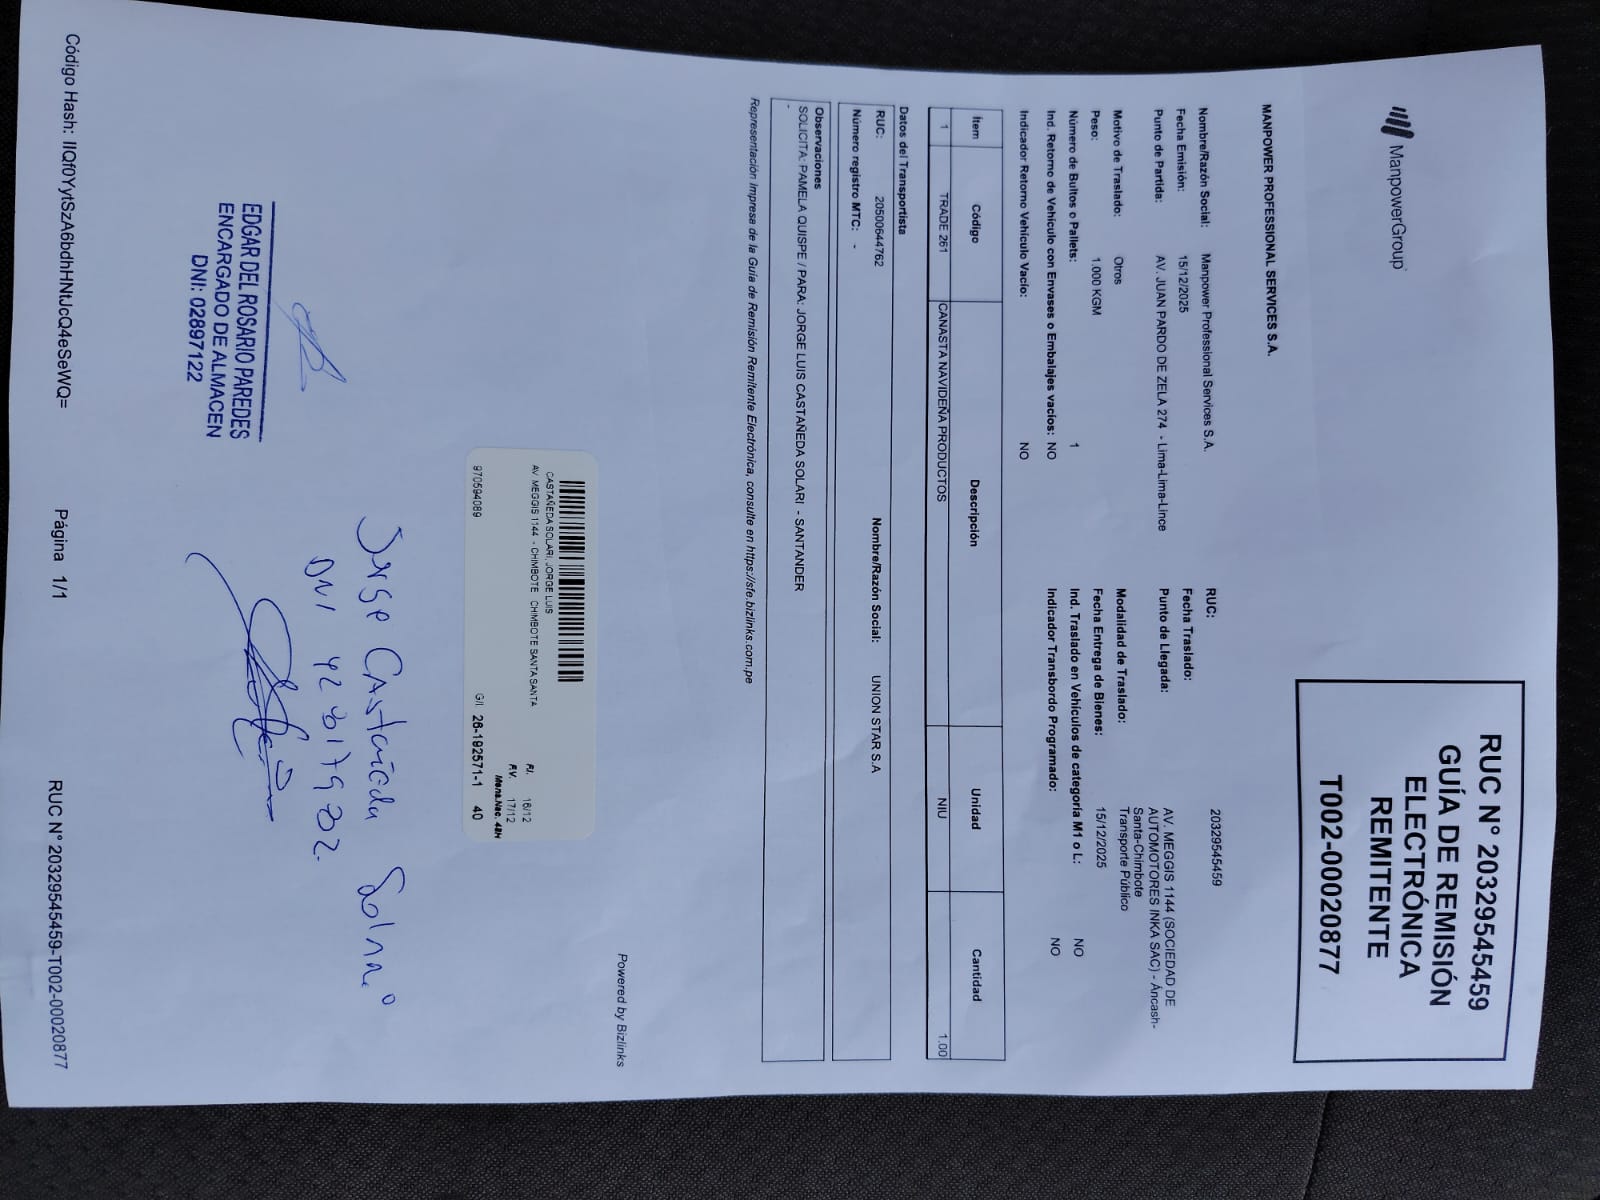 ManpowerGroup
RUC N° 20329545459
GUÍA DE REMISIÓN
ELECTRÓNICA
REMITENTE
T002-00020877
MANPOWER PROFESSIONAL SERVICES S.A.
Nombre/Razón Social: Manpower Professional Services S.A. RUC: 20329545459
Fecha Emisión: 15/12/2025 Fecha Traslado:
Punto de Partida: AV. JUAN PARDO DE ZELA 274 - Lima-Lima-Lince Punto de Llegada: AV. MEGGIS 1144 (SOCIEDAD DE
AUTOMOTORES INKA SAC) - Áncash-
Santa-Chimbote
Motivo de Traslado: Otros Modalidad de Traslado: Transporte Público
Peso: 1.000 KGM Fecha Entrega de Bienes: 15/12/2025
Número de Bultos o Pallets: 1 Ind. Traslado en Vehículos de categoría M1 o L: NO
Ind. Retorno de Vehículo con Envases o Embalajes vacíos: NO Indicador Transbordo Programado: NO
Indicador Retorno Vehículo Vacío: NO
Ítem Código Descripción Unidad Cantidad
1 TRADE 261 CANASTA NAVIDEÑA PRODUCTOS NIU 1.00
Datos del Transportista
RUC: 20500644762 Nombre/Razón Social: UNION STAR S.A
Número registro MTC: -
Observaciones
SOLICITA: PAMELA QUISPE / PARA: JORGE LUIS CASTAÑEDA SOLARI - SANTANDER
-
Representación Impresa de la Guía de Remisión Remitente Electrónica, consulte en https://sfe.bizlinks.com.pe
Powered by Bizlinks
CASTAÑEDA SOLARI, JORGE LUIS
AV. MEGGIS 1144 - CHIMBOTE CHIMBOTE SANTA SANTA
F.I. 16/12
F.V. 17/12
Mens.Nac. 48H
970594089 G/I. 26-192571-1 40
Jorge Castañeda Solari
DNI
EDGAR DEL ROSARIO PAREDES
ENCARGADO DE ALMACEN
DNI: 02897122
Código Hash: IIQf0YytSzA6bdhHNtJcQ4eSeWQ= Página 1/1 RUC N° 20329545459-T002-00020877